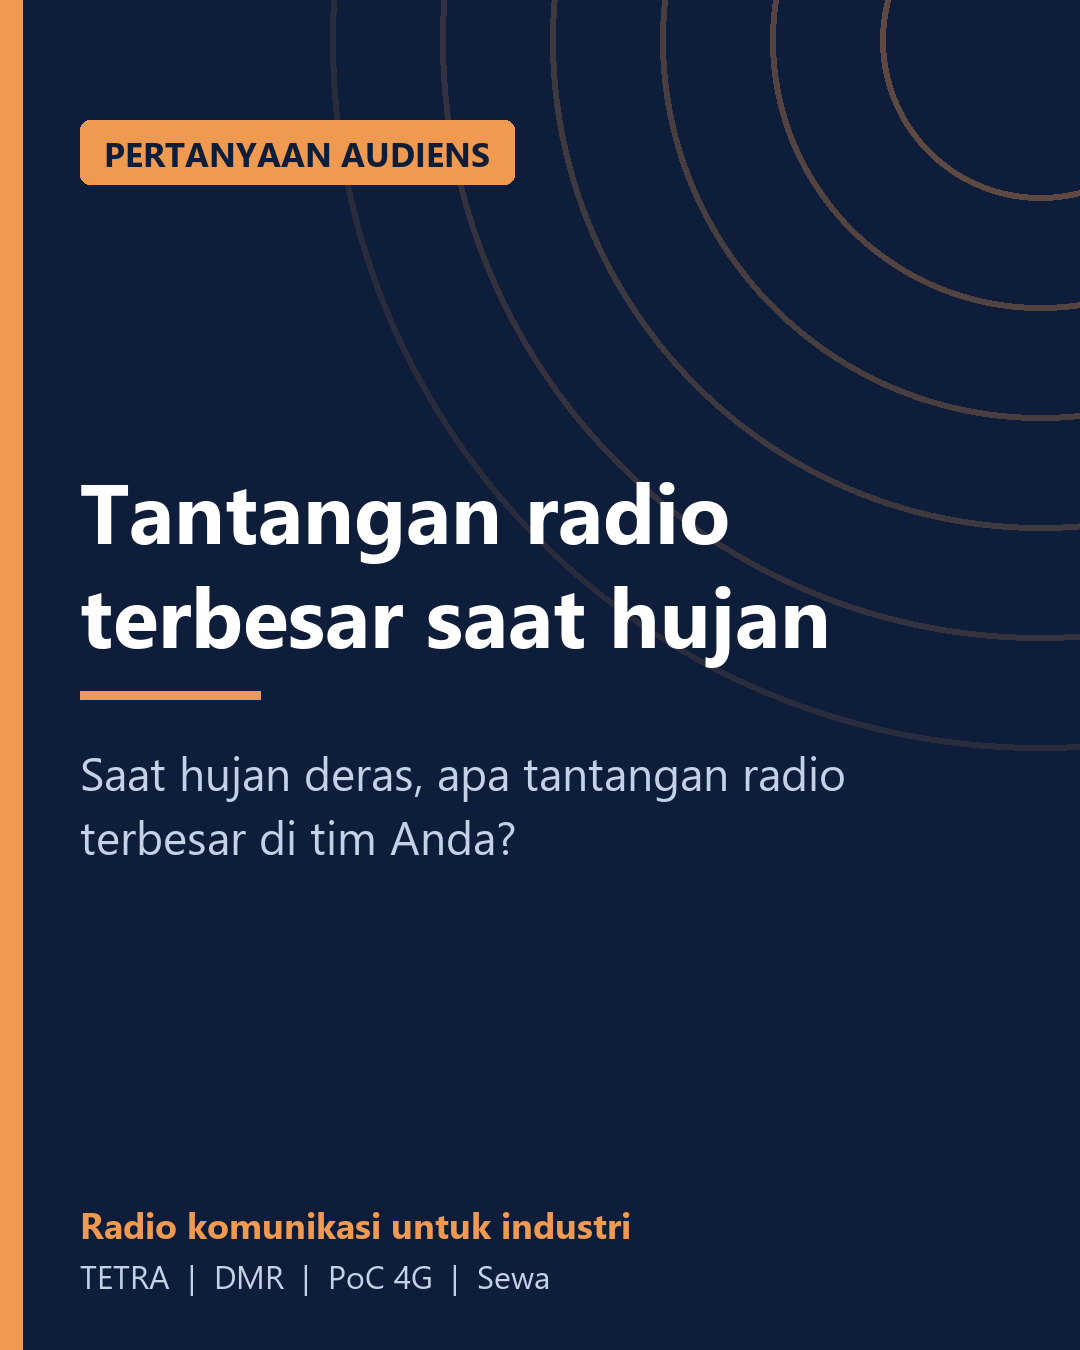 PERTANYAAN AUDIENS
Tantangan radio
terbesar saat hujan
Saat hujan deras, apa tantangan radio
terbesar di tim Anda?
Radio komunikasi untuk industri
TETRA | DMR | PoC 4G | Sewa